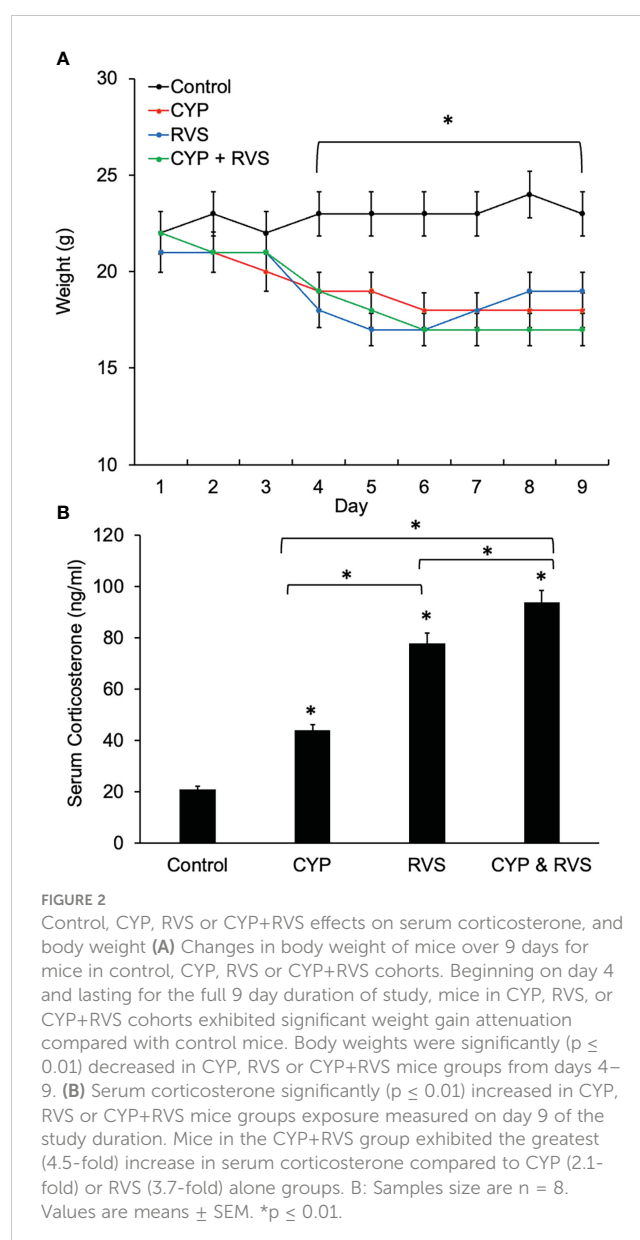 A
30
25
20
15
10
Weight (g)
Control
CYP
RVS
CYP + RVS
*
1 2 3 4 5 6 7 8 9
Day
B
120
100
80
60
40
20
0
Serum Corticosterone (ng/ml)
*
* *
*
*
*
Control CYP RVS CYP & RVS
FIGURE 2
Control, CYP, RVS or CYP+RVS effects on serum corticosterone, and
body weight (A) Changes in body weight of mice over 9 days for
mice in control, CYP, RVS or CYP+RVS cohorts. Beginning on day 4
and lasting for the full 9 day duration of study, mice in CYP, RVS, or
CYP+RVS cohorts exhibited significant weight gain attenuation
compared with control mice. Body weights were significantly (p ≤
0.01) decreased in CYP, RVS or CYP+RVS mice groups from days 4–
9. (B) Serum corticosterone significantly (p ≤ 0.01) increased in CYP,
RVS or CYP+RVS mice groups exposure measured on day 9 of the
study duration. Mice in the CYP+RVS group exhibited the greatest
(4.5-fold) increase in serum corticosterone compared to CYP (2.1-
fold) or RVS (3.7-fold) alone groups. B: Samples size are n = 8.
Values are means ± SEM. *p ≤ 0.01.